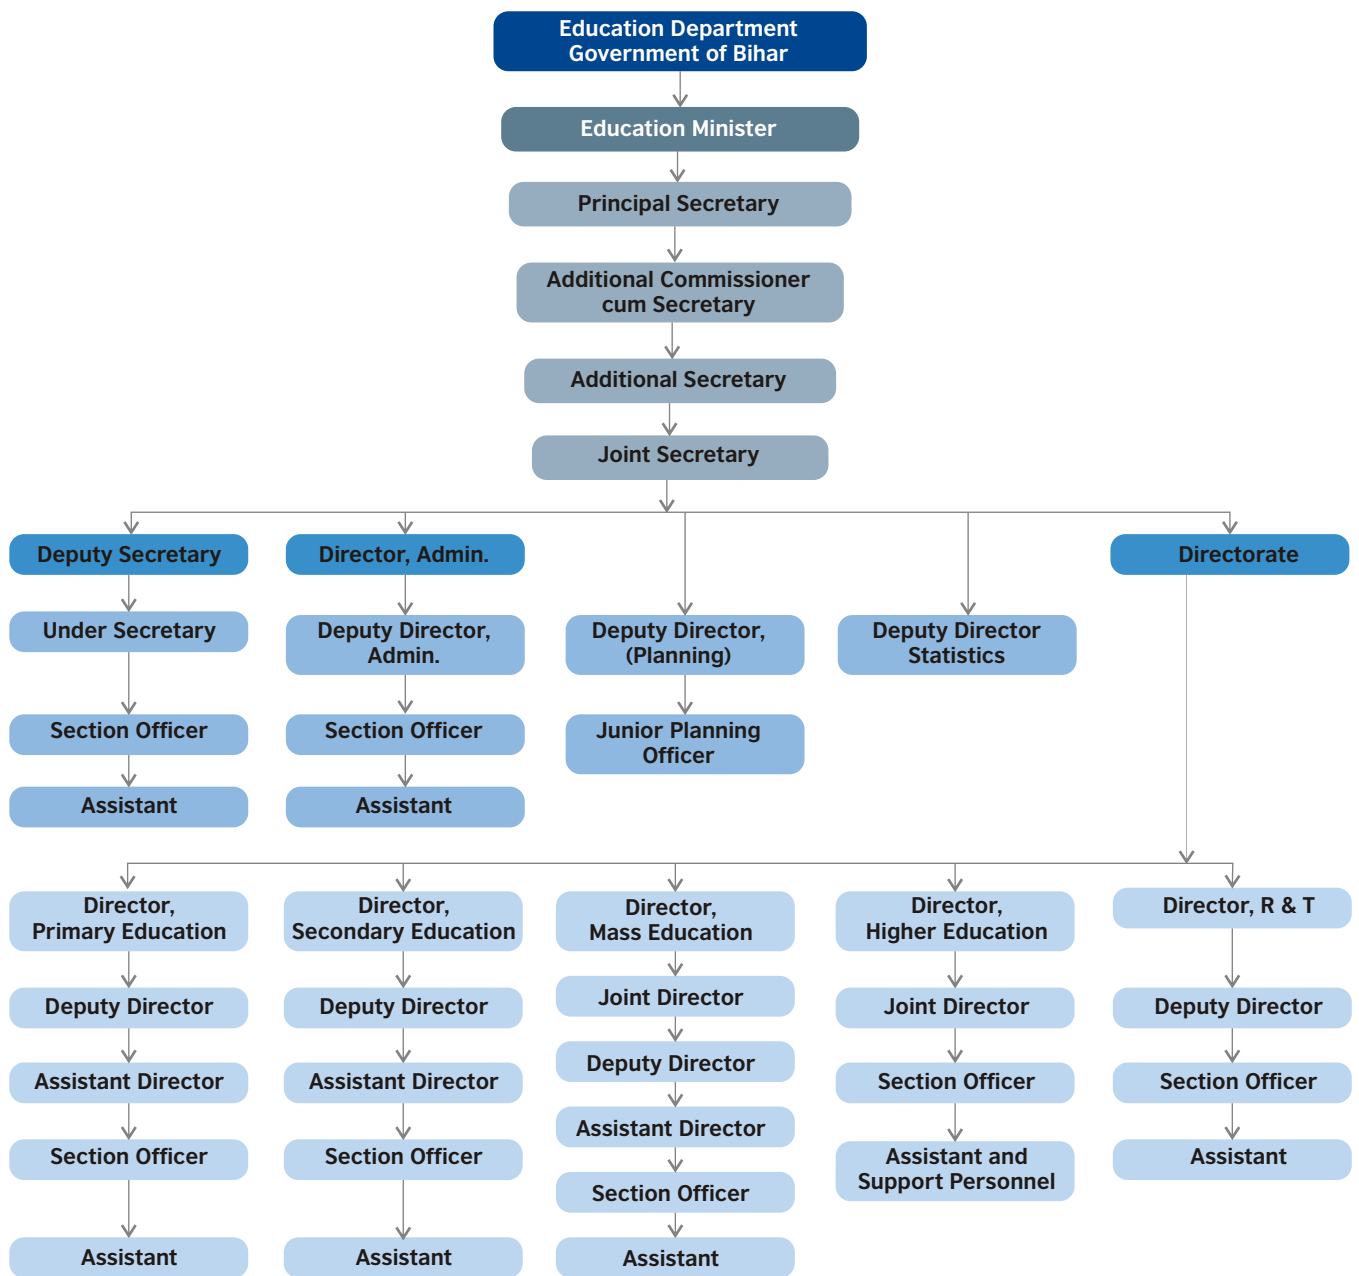 Education Department
Government of Bihar
Education Minister
Principal Secretary
Additional Commissioner
cum Secretary
Additional Secretary
Joint Secretary
Deputy Secretary
Director, Admin.
Directorate
Under Secretary
Deputy Director,
Admin.
Deputy Director,
(Planning)
Deputy Director
Statistics
Section Officer
Section Officer
Junior Planning
Officer
Assistant
Assistant
Director,
Primary Education
Director,
Secondary Education
Director,
Mass Education
Director,
Higher Education
Director, R & T
Deputy Director
Deputy Director
Joint Director
Joint Director
Deputy Director
Assistant Director
Assistant Director
Deputy Director
Section Officer
Section Officer
Section Officer
Section Officer
Assistant Director
Assistant and
Support Personnel
Assistant
Section Officer
Assistant
Assistant
Assistant